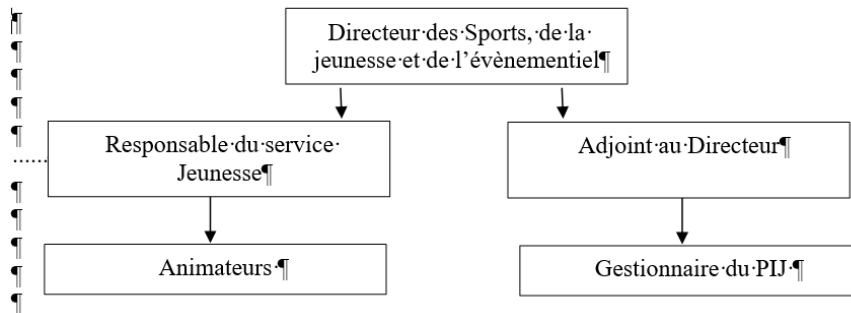 Directeur des Sports, de la
jeunesse et de l'évènementiel
Responsable du service
Jeunesse
Adjoint au Directeur
Animateurs
Gestionnaire du PIJ